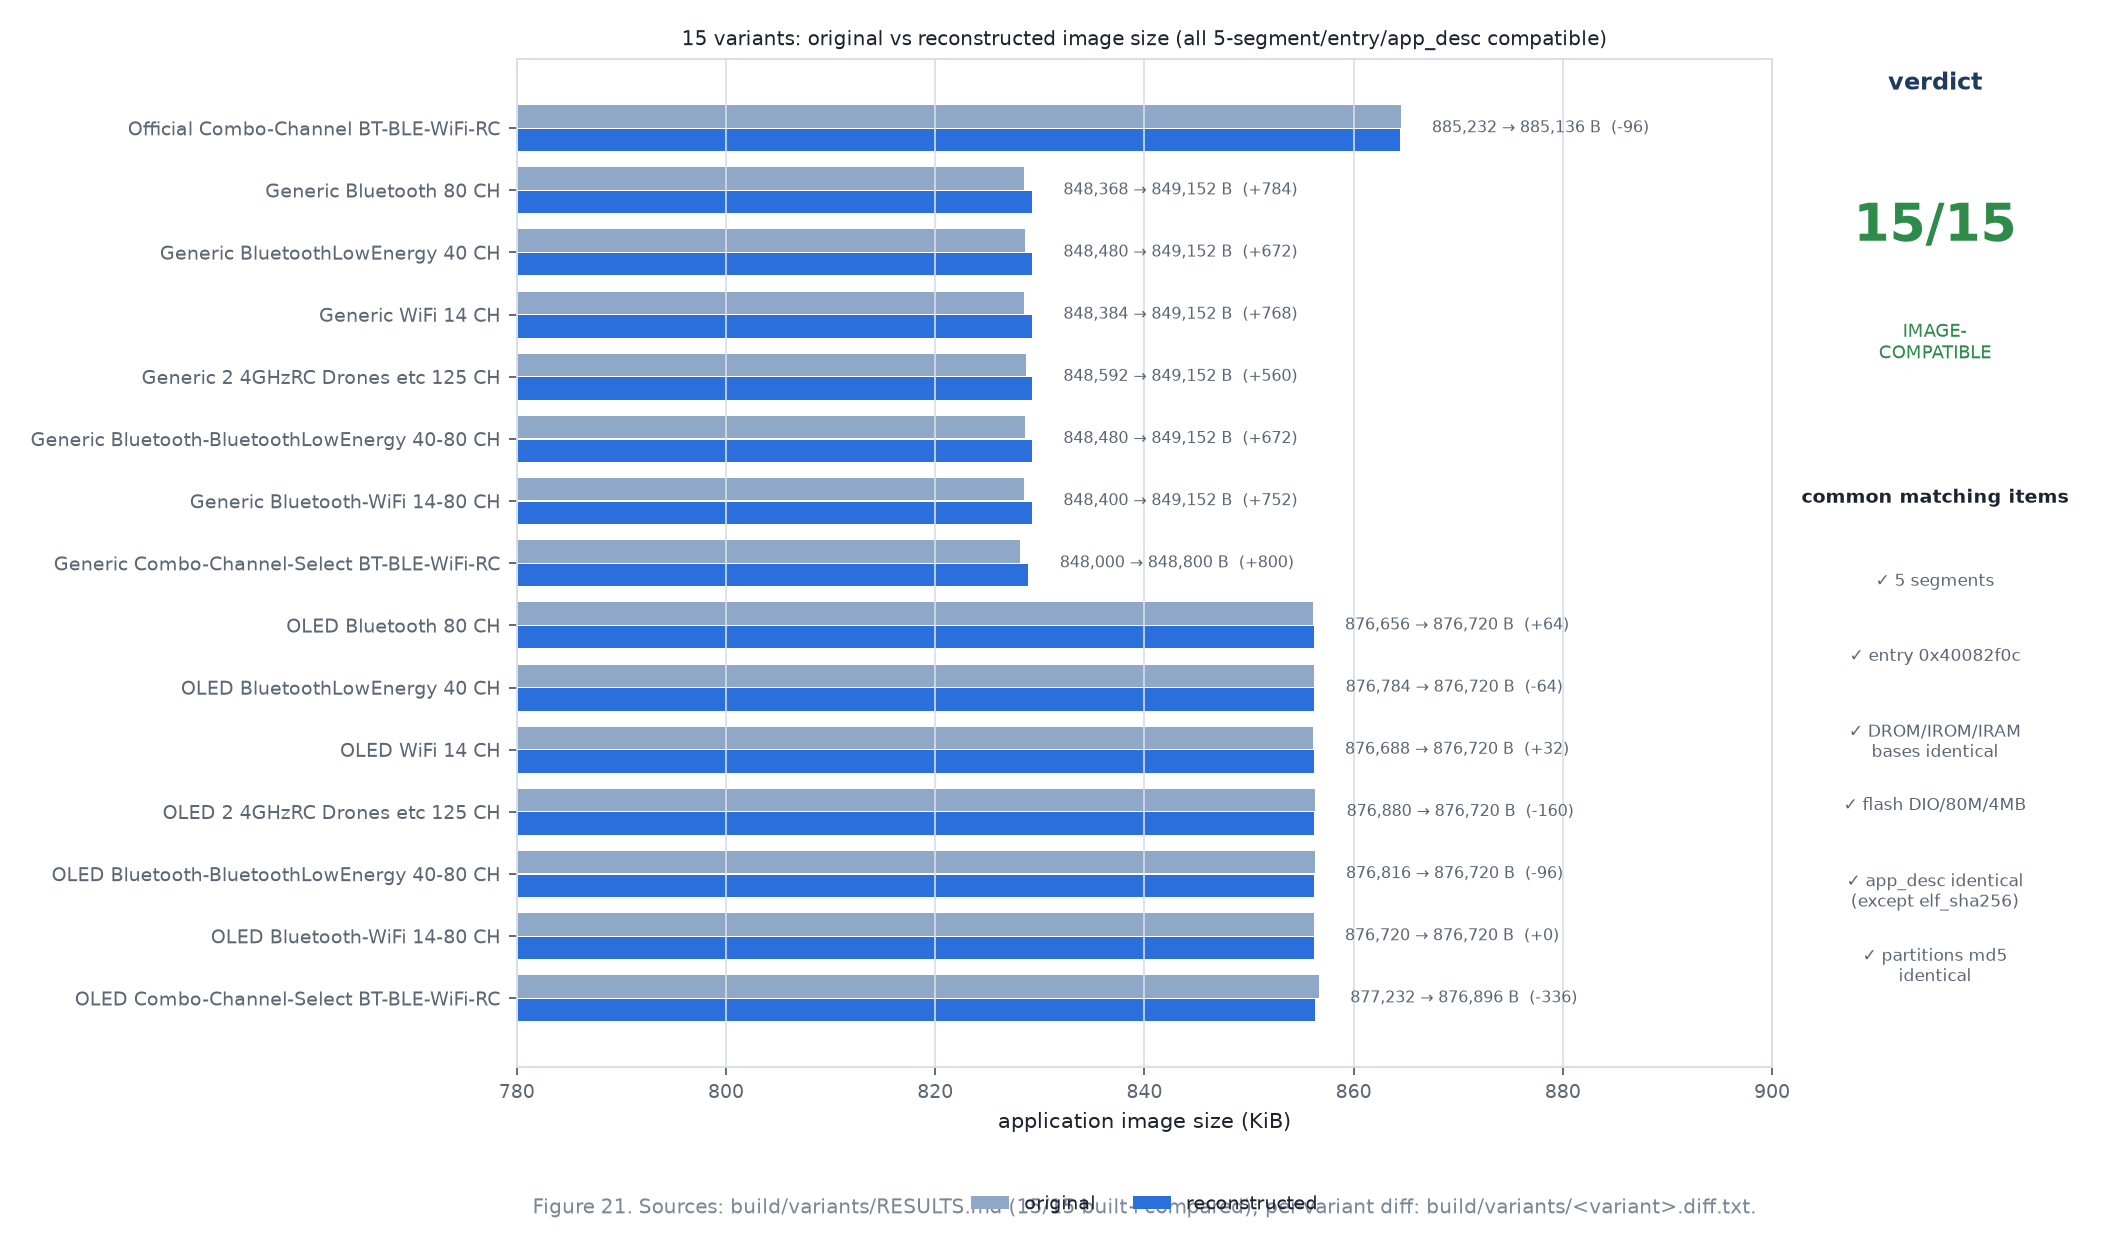 15 variants: original vs reconstructed image size (all 5-segment/entry/app_desc compatible)
Official Combo-Channel BT-BLE-WiFi-RC
885,232 → 885,136 B (-96)
Generic Bluetooth 80 CH
848,368 → 849,152 B (+784)
Generic BluetoothLowEnergy 40 CH
848,480 → 849,152 B (+672)
Generic WiFi 14 CH
848,384 → 849,152 B (+768)
Generic 2 4GHzRC Drones etc 125 CH
848,592 → 849,152 B (+560)
Generic Bluetooth-BluetoothLowEnergy 40-80 CH
848,480 → 849,152 B (+672)
Generic Bluetooth-WiFi 14-80 CH
848,400 → 849,152 B (+752)
Generic Combo-Channel-Select BT-BLE-WiFi-RC
848,000 → 848,800 B (+800)
OLED Bluetooth 80 CH
876,656 → 876,720 B (+64)
OLED BluetoothLowEnergy 40 CH
876,784 → 876,720 B (-64)
OLED WiFi 14 CH
876,688 → 876,720 B (+32)
OLED 2 4GHzRC Drones etc 125 CH
876,880 → 876,720 B (-160)
OLED Bluetooth-BluetoothLowEnergy 40-80 CH
876,816 → 876,720 B (-96)
OLED Bluetooth-WiFi 14-80 CH
876,720 → 876,720 B (+0)
OLED Combo-Channel-Select BT-BLE-WiFi-RC
877,232 → 876,896 B (-336)
780 800 820 840 860 880 900
application image size (KiB)
verdict
15/15
IMAGE-
COMPATIBLE
common matching items
✓ 5 segments
✓ entry 0x40082f0c
✓ DROM/IROM/IRAM
bases identical
✓ flash DIO/80M/4MB
✓ app_desc identical
(except elf_sha256)
✓ partitions md5
identical
original
reconstructed
Figure 21. Sources: build/variants/RESULTS.md (15/15 built+compared); per-variant diff: build/variants/<variant>.diff.txt.